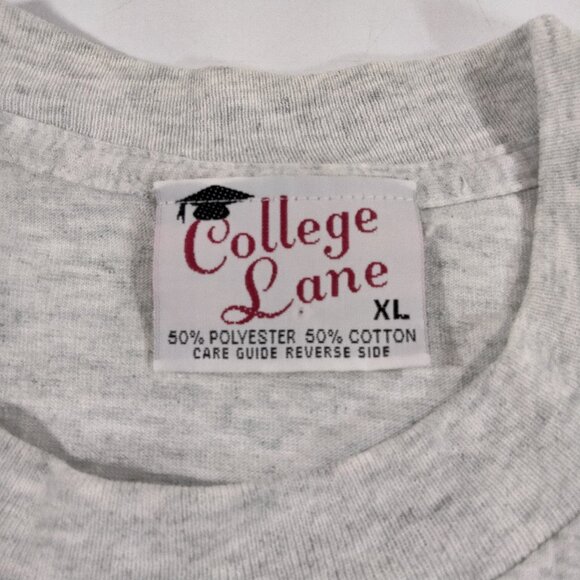 College
Lane
XL
50% POLYESTER 50% COTTON
CARE GUIDE REVERSE SIDE